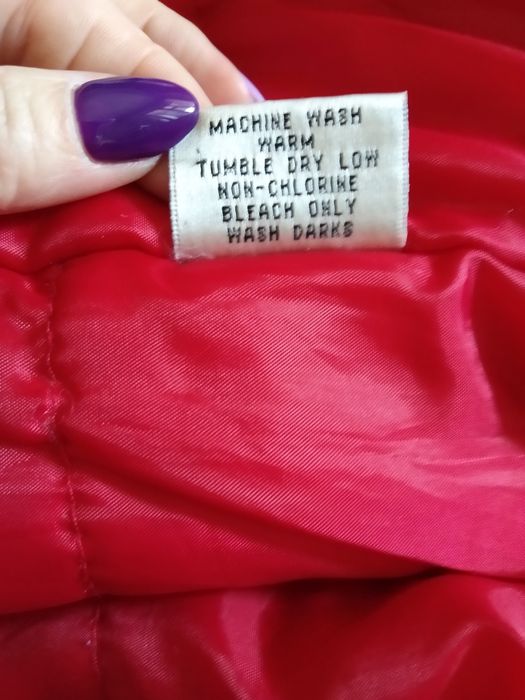 MACHINE WASH
WARM
TUMBLE DRY LOW
NON-CHLORINE
BLEACH ONLY
WASH DARKS